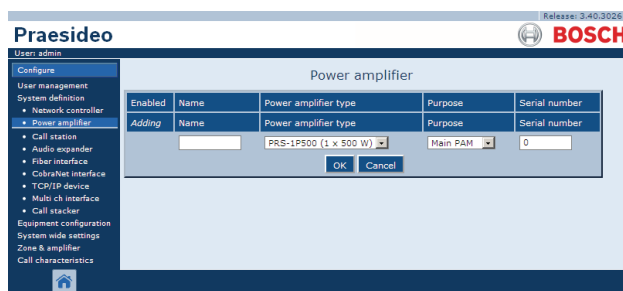 Release: 3.40.3026
Praesideo
BOSCH
User: admin
Configure
User management
System definition
• Network controller
• Power amplifier
• Call station
• Audio expander
• Fiber interface
• CobraNet interface
• TCP/IP device
• Multi ch interface
• Call stacker
Equipment configuration
System wide settings
Zone & amplifier
Call characteristics
Power amplifier
Enabled Name Power amplifier type Purpose Serial number
Adding Name Power amplifier type Purpose Serial number
PRS-1P500 (1 x 500 W) Main PAM 0
OK Cancel